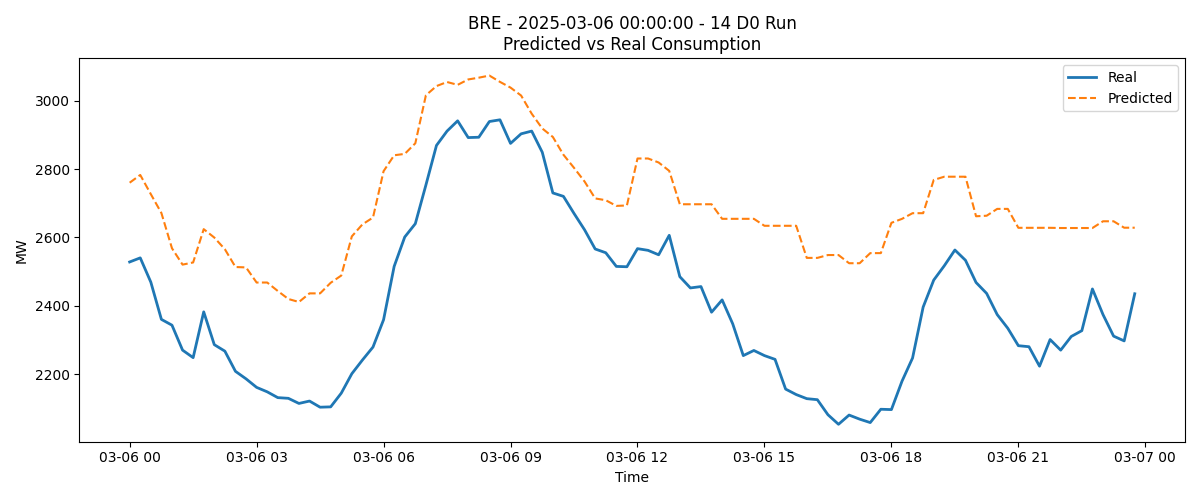 BRE - 2025-03-06 00:00:00 - 14 D0 Run
Predicted vs Real Consumption
Real
Predicted
MW
3000
2800
2600
2400
2200
03-06 00
03-06 03
03-06 06
03-06 09
03-06 12
03-06 15
03-06 18
03-06 21
03-07 00
Time